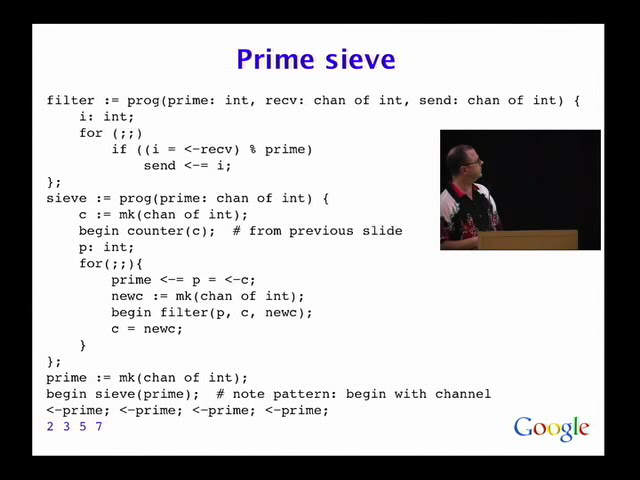 Prime sieve
filter := prog(prime: int, recv: chan of int, send: chan of int) {
i: int;
for (;;)
if ((i = <-recv) % prime)
send <-= i;
};
sieve := prog(prime: chan of int) {
c := mk(chan of int);
begin counter(c);  # from previous slide
p: int;
for(;;){
prime <-= p = <-c;
newc := mk(chan of int);
begin filter(p, c, newc);
c = newc;
}
};
prime := mk(chan of int);
begin sieve(prime);  # note pattern: begin with channel
<-prime; <-prime; <-prime; <-prime;
2 3 5 7
Google